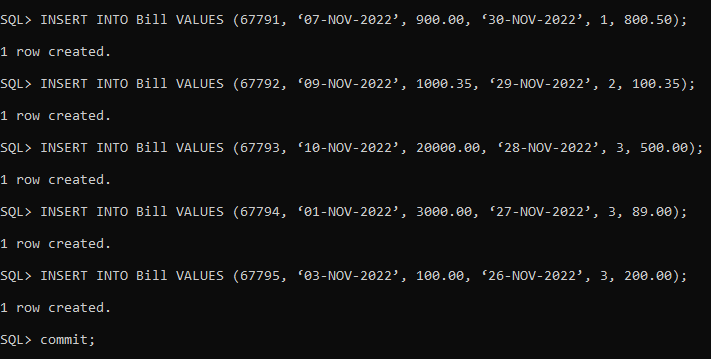 SQL> INSERT INTO Bill VALUES (67791, ‘07-NOV-2022’, 900.00, ‘30-NOV-2022’, 1, 800.50);
1 row created.
SQL> INSERT INTO Bill VALUES (67792, ‘09-NOV-2022’, 1000.35, ‘29-NOV-2022’, 2, 100.35);
1 row created.
SQL> INSERT INTO Bill VALUES (67793, ‘10-NOV-2022’, 20000.00, ‘28-NOV-2022’, 3, 500.00);
1 row created.
SQL> INSERT INTO Bill VALUES (67794, ‘01-NOV-2022’, 3000.00, ‘27-NOV-2022’, 3, 89.00);
1 row created.
SQL> INSERT INTO Bill VALUES (67795, ‘03-NOV-2022’, 100.00, ‘26-NOV-2022’, 3, 200.00);
1 row created.
SQL> commit;